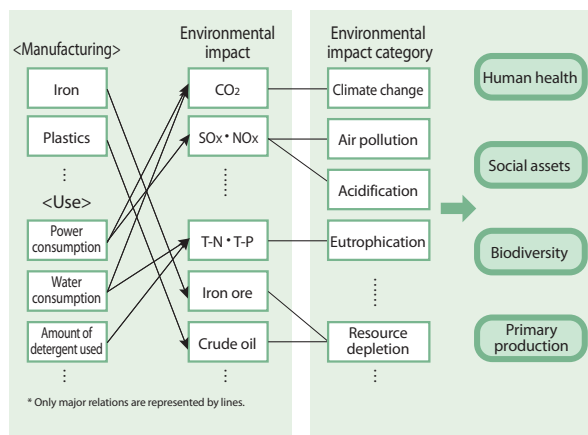 <Manufacturing>
Iron
Plastics
<Use>
Power
consumption
Water
consumption
Amount of
detergent used
Environmental
impact
CO₂
SOx・NOx
T-N・T-P
Iron ore
Crude oil
* Only major relations are represented by lines.
Environmental
impact category
Climate change
Air pollution
Acidification
Eutrophication
Resource
depletion
Human health
Social assets
Biodiversity
Primary
production